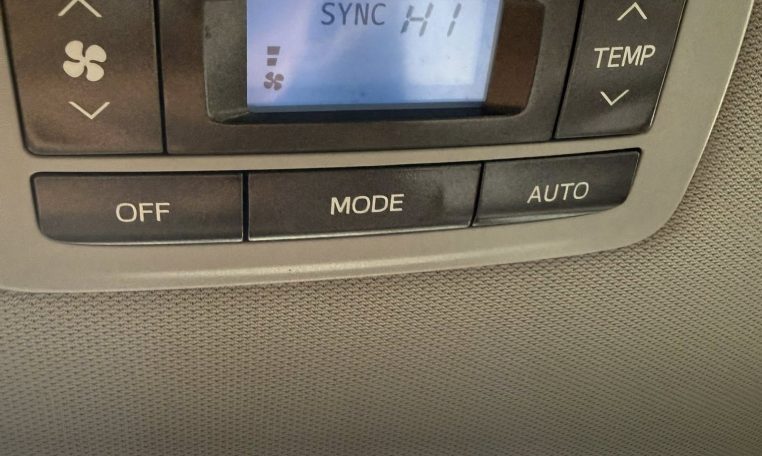 SYNC HI
TEMP
OFF MODE AUTO